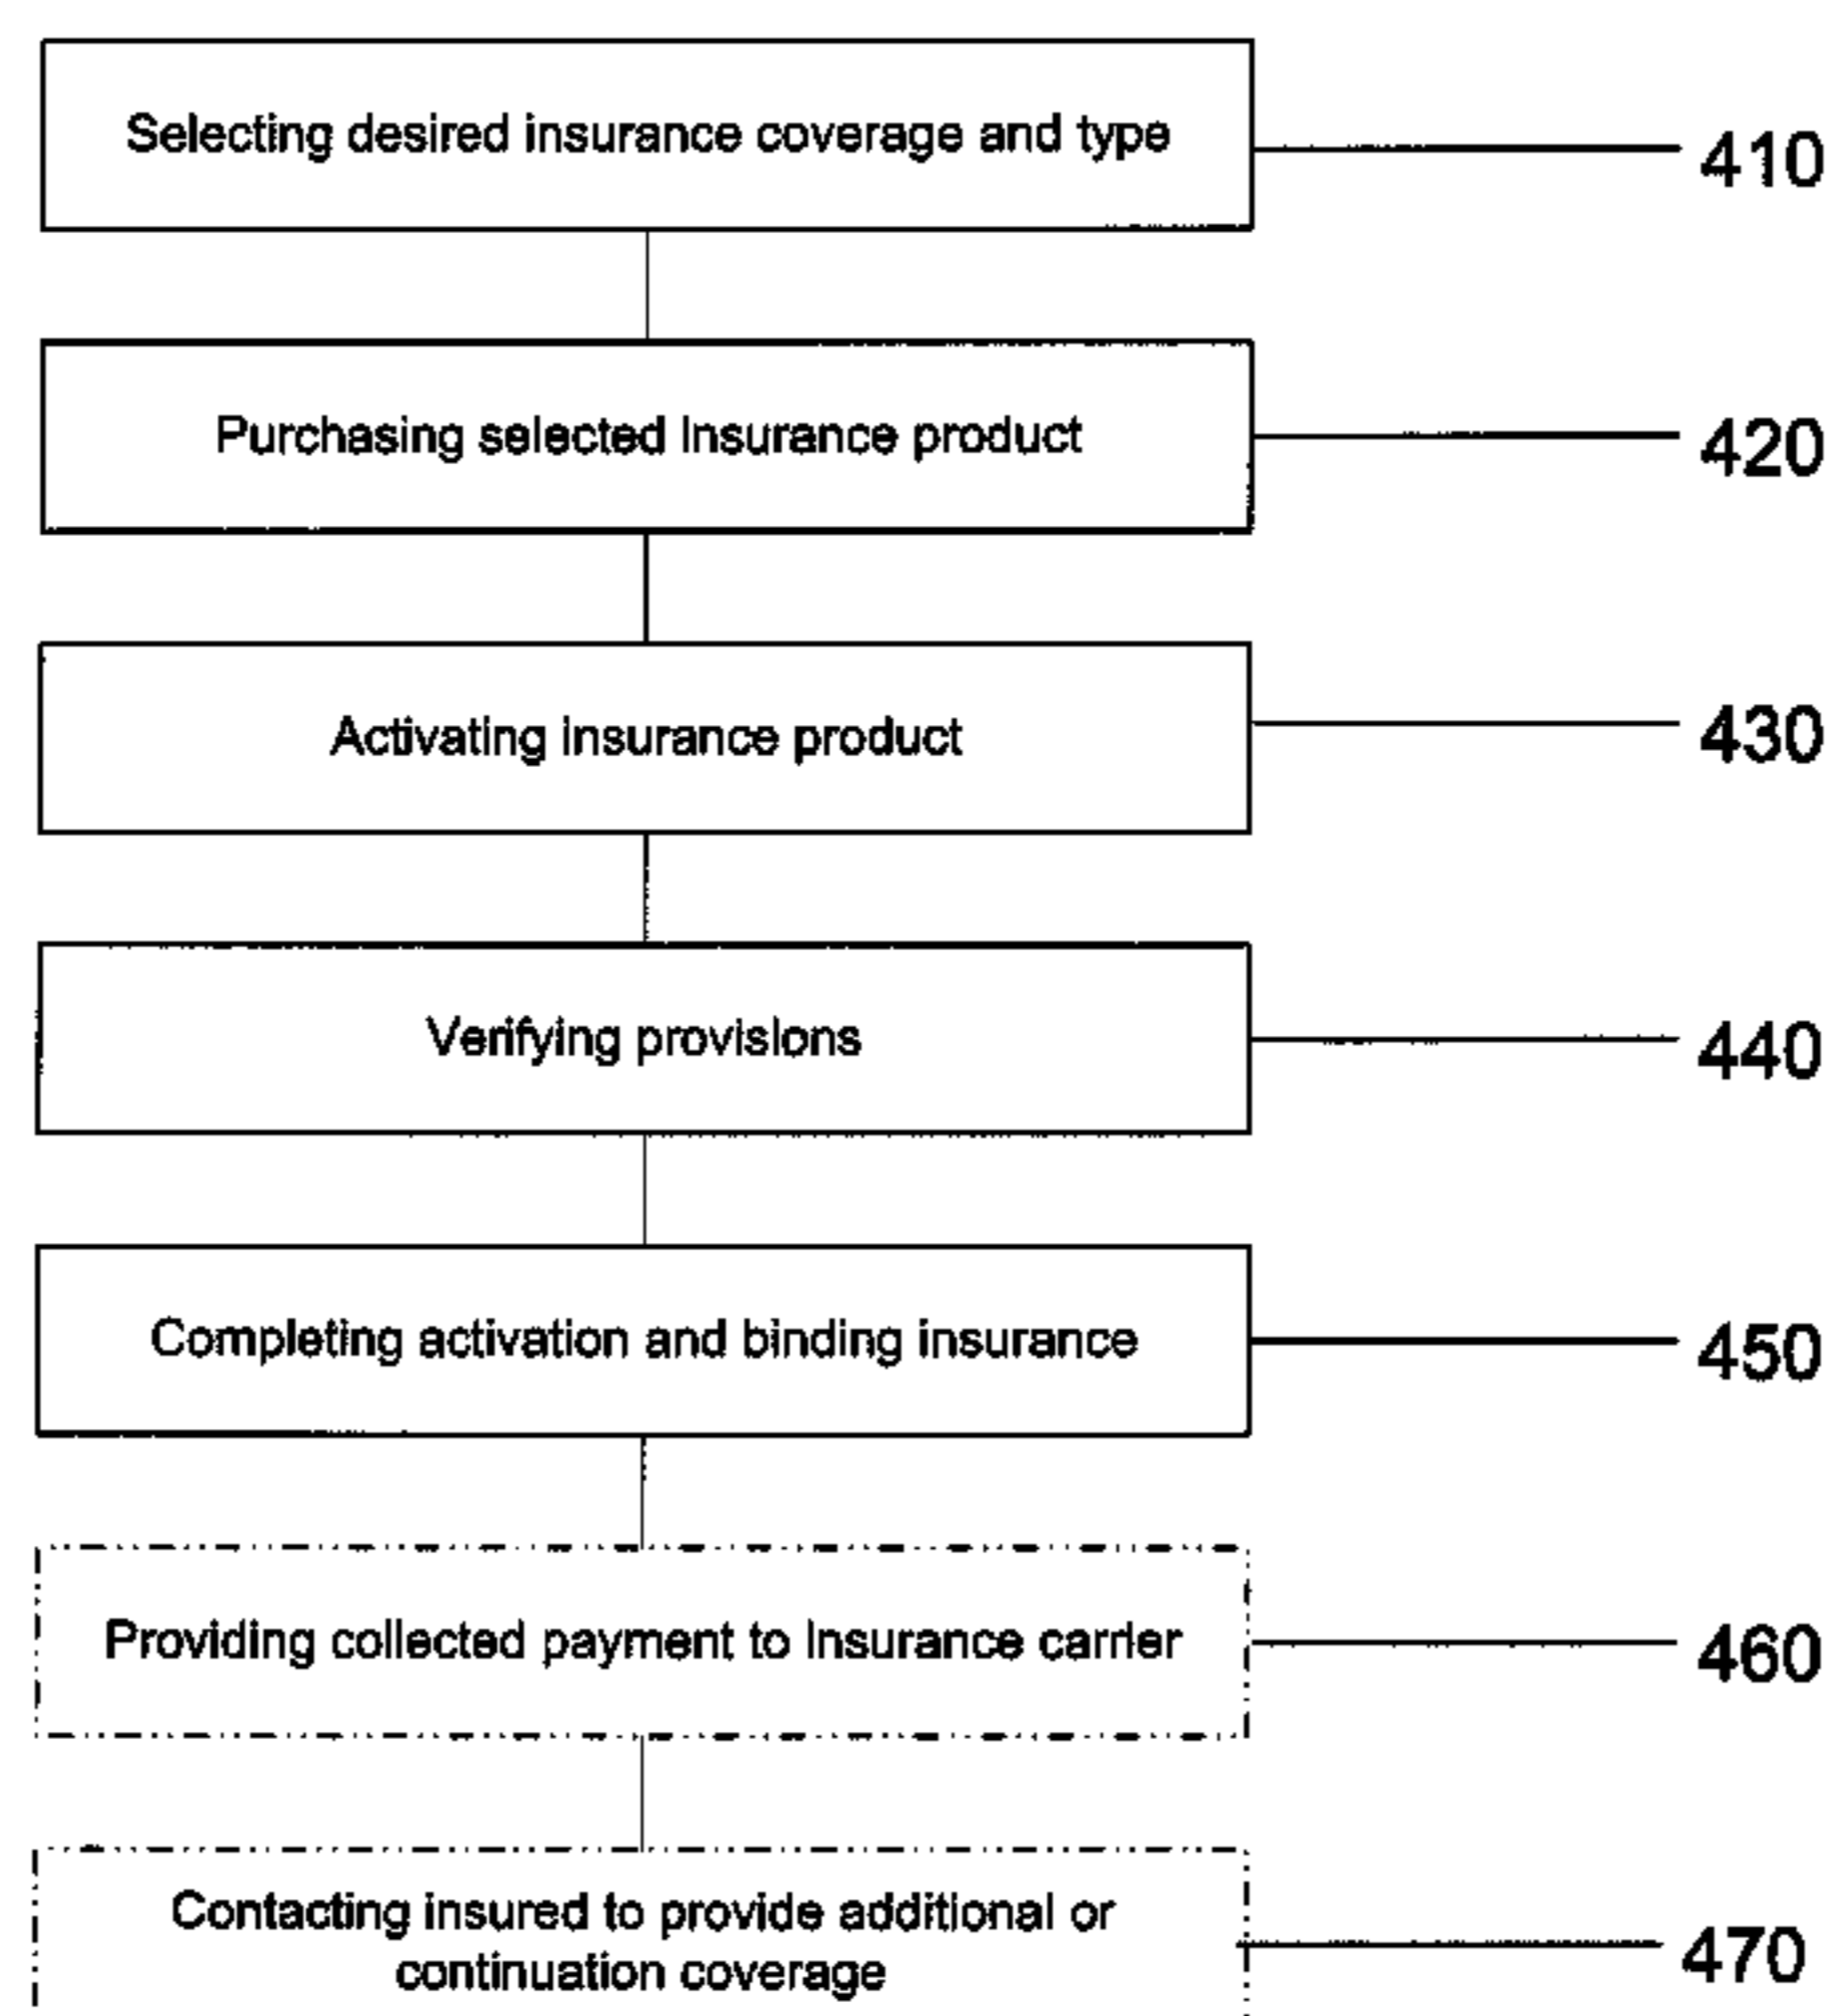 Selecting desired insurance coverage and type
410
Purchasing selected insurance product
420
Activating insurance product
430
Verifying provisions
440
Completing activation and binding insurance
450
Providing collected payment to insurance carrier
460
Contacting insured to provide additional or
continuation coverage
470